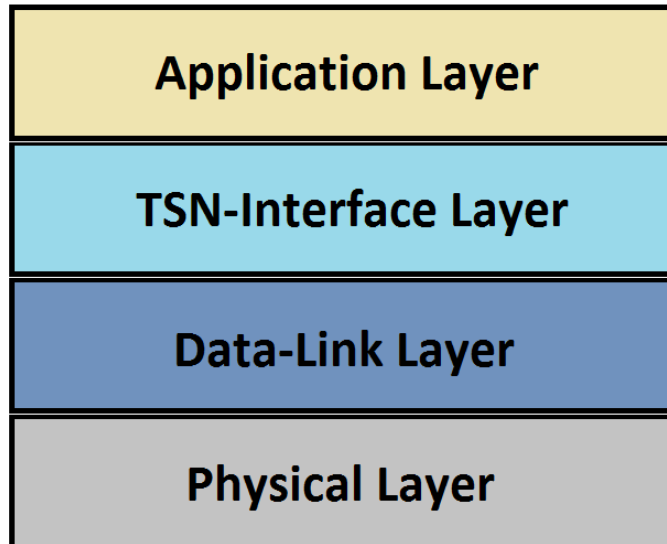 Application Layer
TSN-Interface Layer
Data-Link Layer
Physical Layer